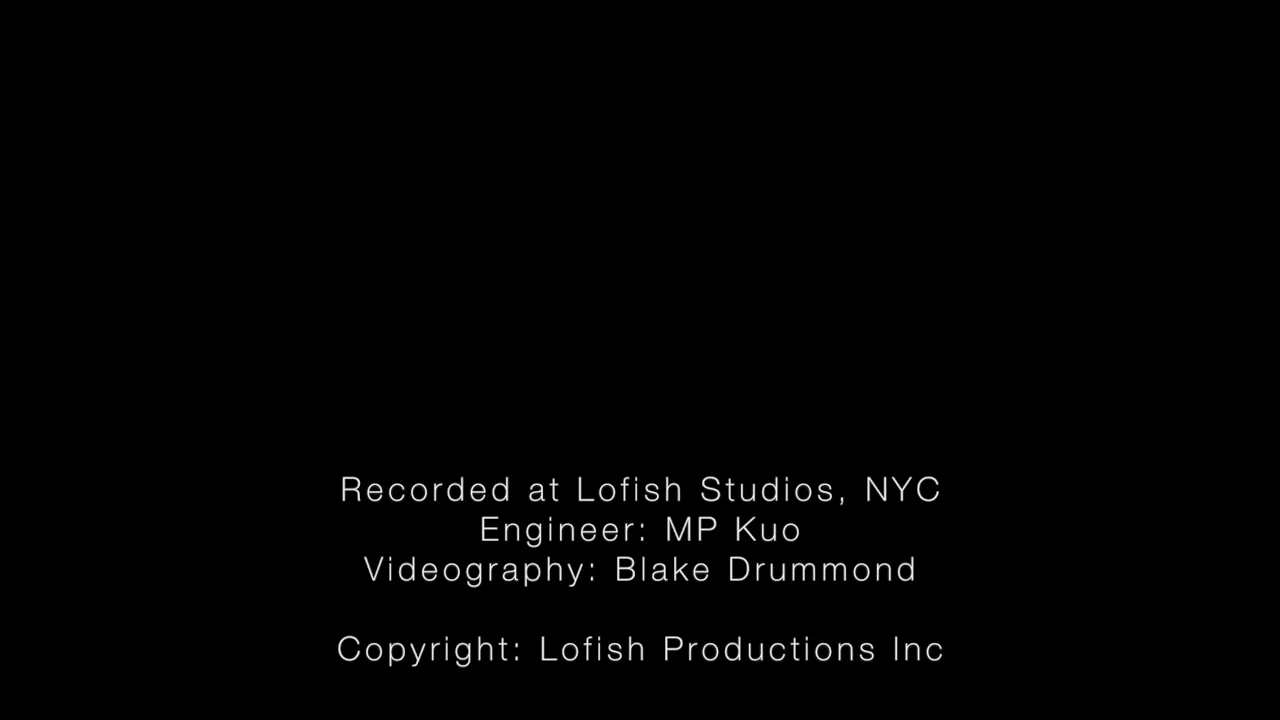 Recorded at Lofish Studios, NYC
Engineer: MP Kuo
Videography: Blake Drummond
Copyright: Lofish Productions Inc